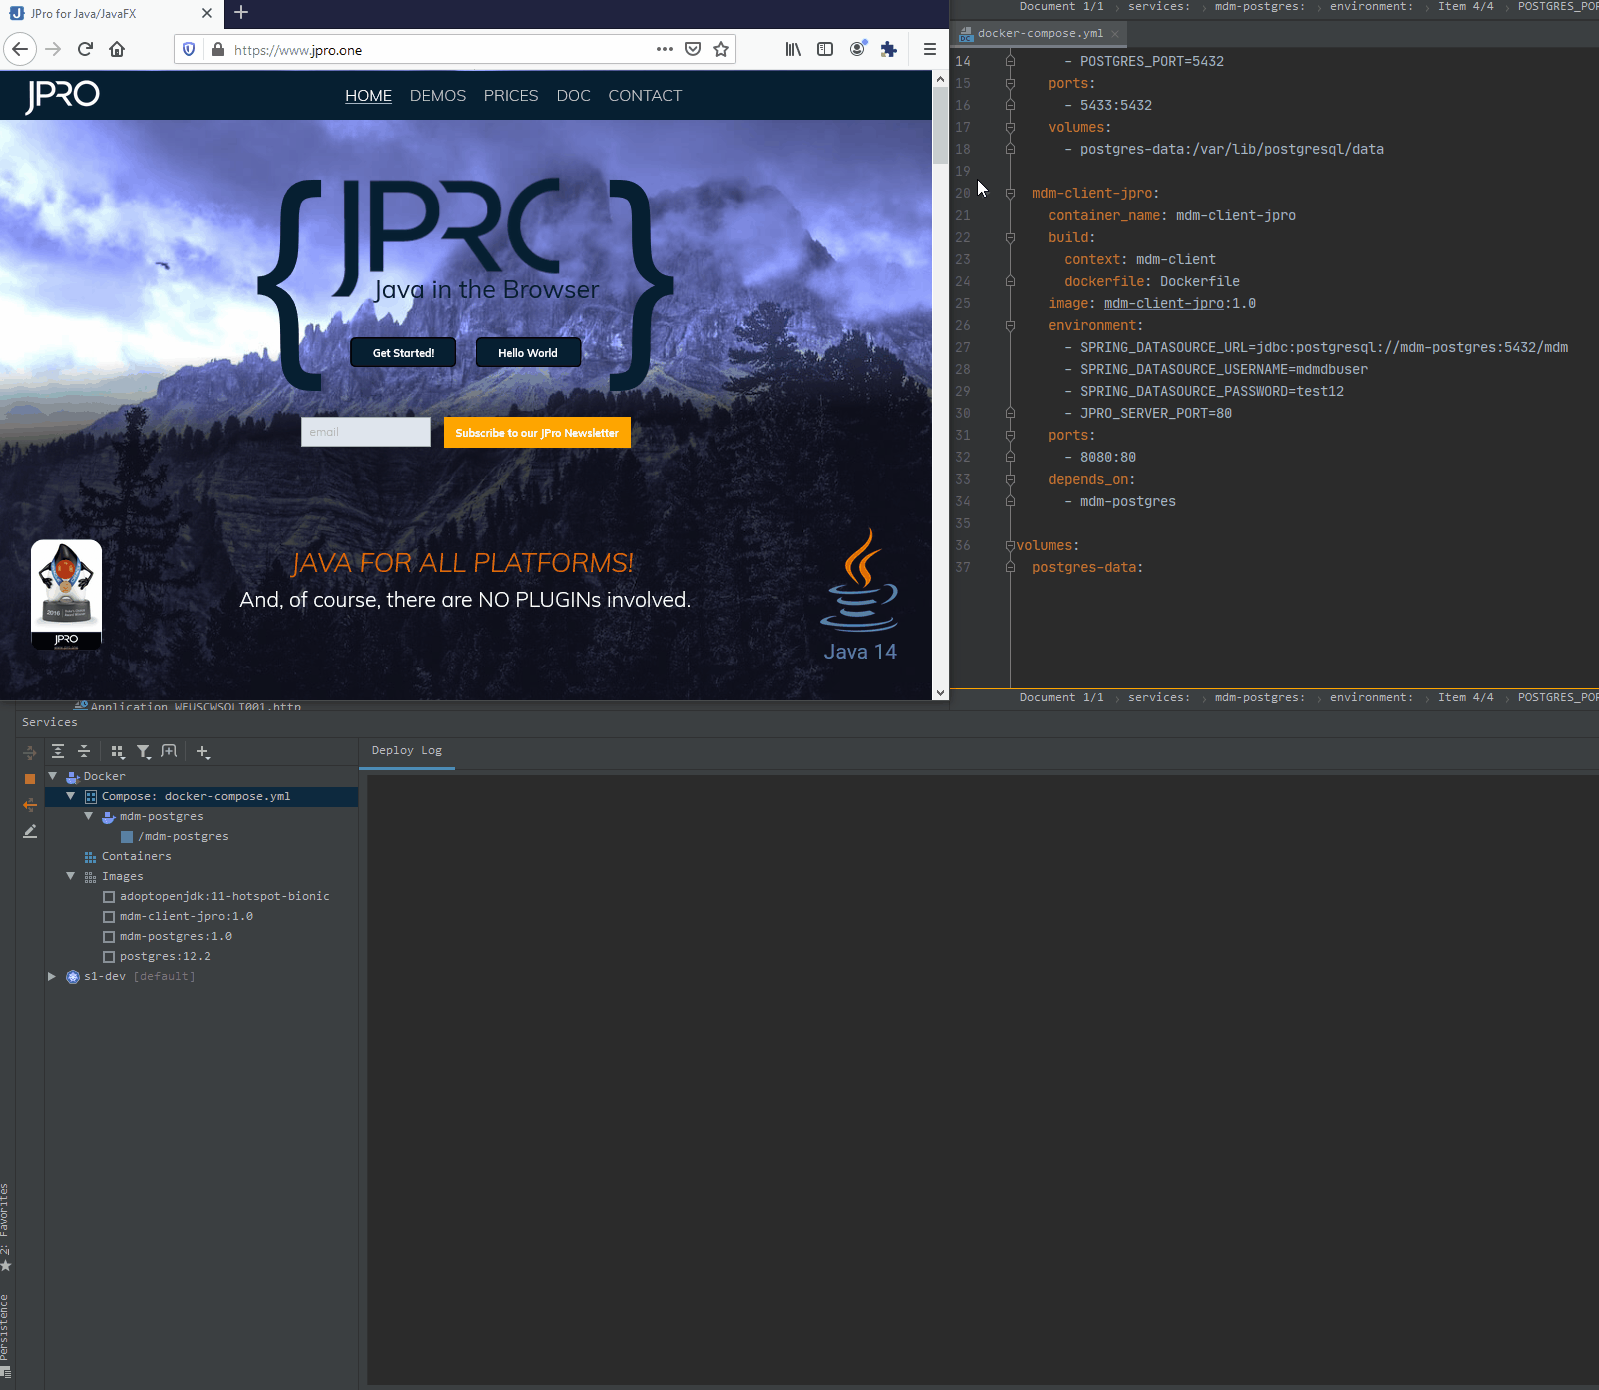 JPro for Java/JavaFX
https://www.jpro.one
JPRO
HOME DEMOS PRICES DOC CONTACT
{ JPRO }
Java in the Browser
Get Started! Hello World
email Subscribe to our JPro Newsletter
JAVA FOR ALL PLATFORMS!
And, of course, there are NO PLUGINs involved.
2016
JPRO
Java 14
Document 1/1 services: mdm-postgres: environment: Item 4/4 POSTGRES_POR
docker-compose.yml
14 - POSTGRES_PORT=5432
15 ports:
16 - 5433:5432
17 volumes:
18 - postgres-data:/var/lib/postgresql/data
19
20 mdm-client-jpro:
21 container_name: mdm-client-jpro
22 build:
23 context: mdm-client
24 dockerfile: Dockerfile
25 image: mdm-client-jpro:1.0
26 environment:
27 - SPRING_DATASOURCE_URL=jdbc:postgresql://mdm-postgres:5432/mdm
28 - SPRING_DATASOURCE_USERNAME=mdmdbuser
29 - SPRING_DATASOURCE_PASSWORD=test12
30 - JPRO_SERVER_PORT=80
31 ports:
32 - 8080:80
33 depends_on:
34 - mdm-postgres
35
36 volumes:
37 postgres-data:
Document 1/1 services: mdm-postgres: environment: Item 4/4 POSTGRES_POR
Application WEUSCWSOLT001.http
Services
Deploy Log
Docker
Compose: docker-compose.yml
mdm-postgres
/mdm-postgres
Containers
Images
adoptopenjdk:11-hotspot-bionic
mdm-client-jpro:1.0
mdm-postgres:1.0
postgres:12.2
sl-dev [default]
2: Favorites
Persistence